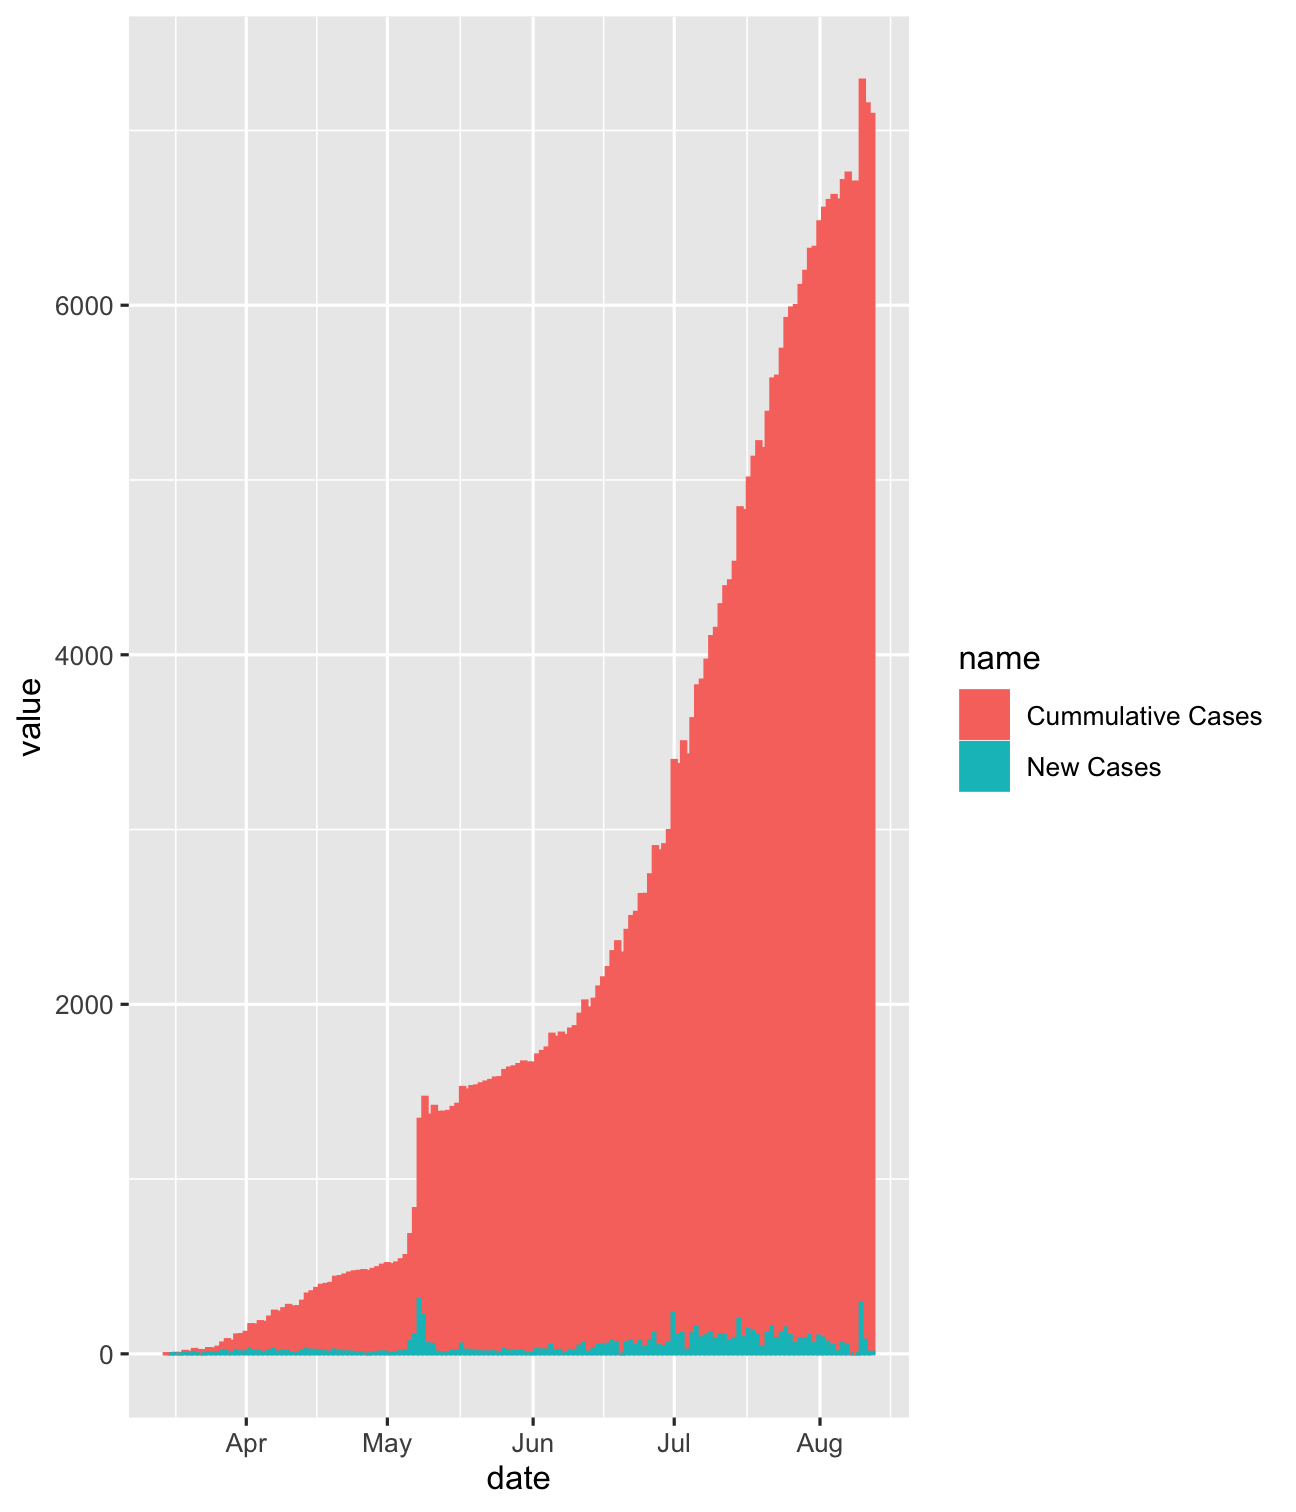 value
6000
4000
2000
0
Apr May Jun Jul Aug
date
name
Cummulative Cases
New Cases